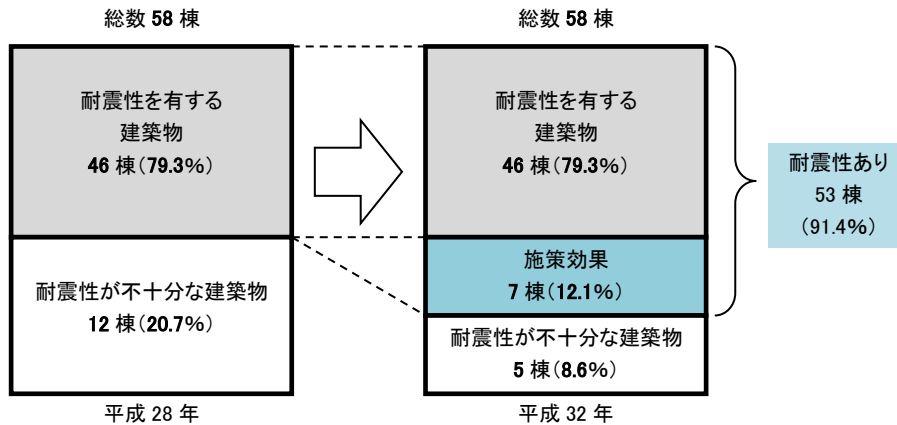 総数 58 棟
耐震性を有する
建築物
46 棟(79.3%)
耐震性が不十分な建築物
12 棟(20.7%)
平成 28 年
総数 58 棟
耐震性を有する
建築物
46 棟(79.3%)
施策効果
7 棟(12.1%)
耐震性が不十分な建築物
5 棟(8.6%)
平成 32 年
耐震性あり
53 棟
(91.4%)